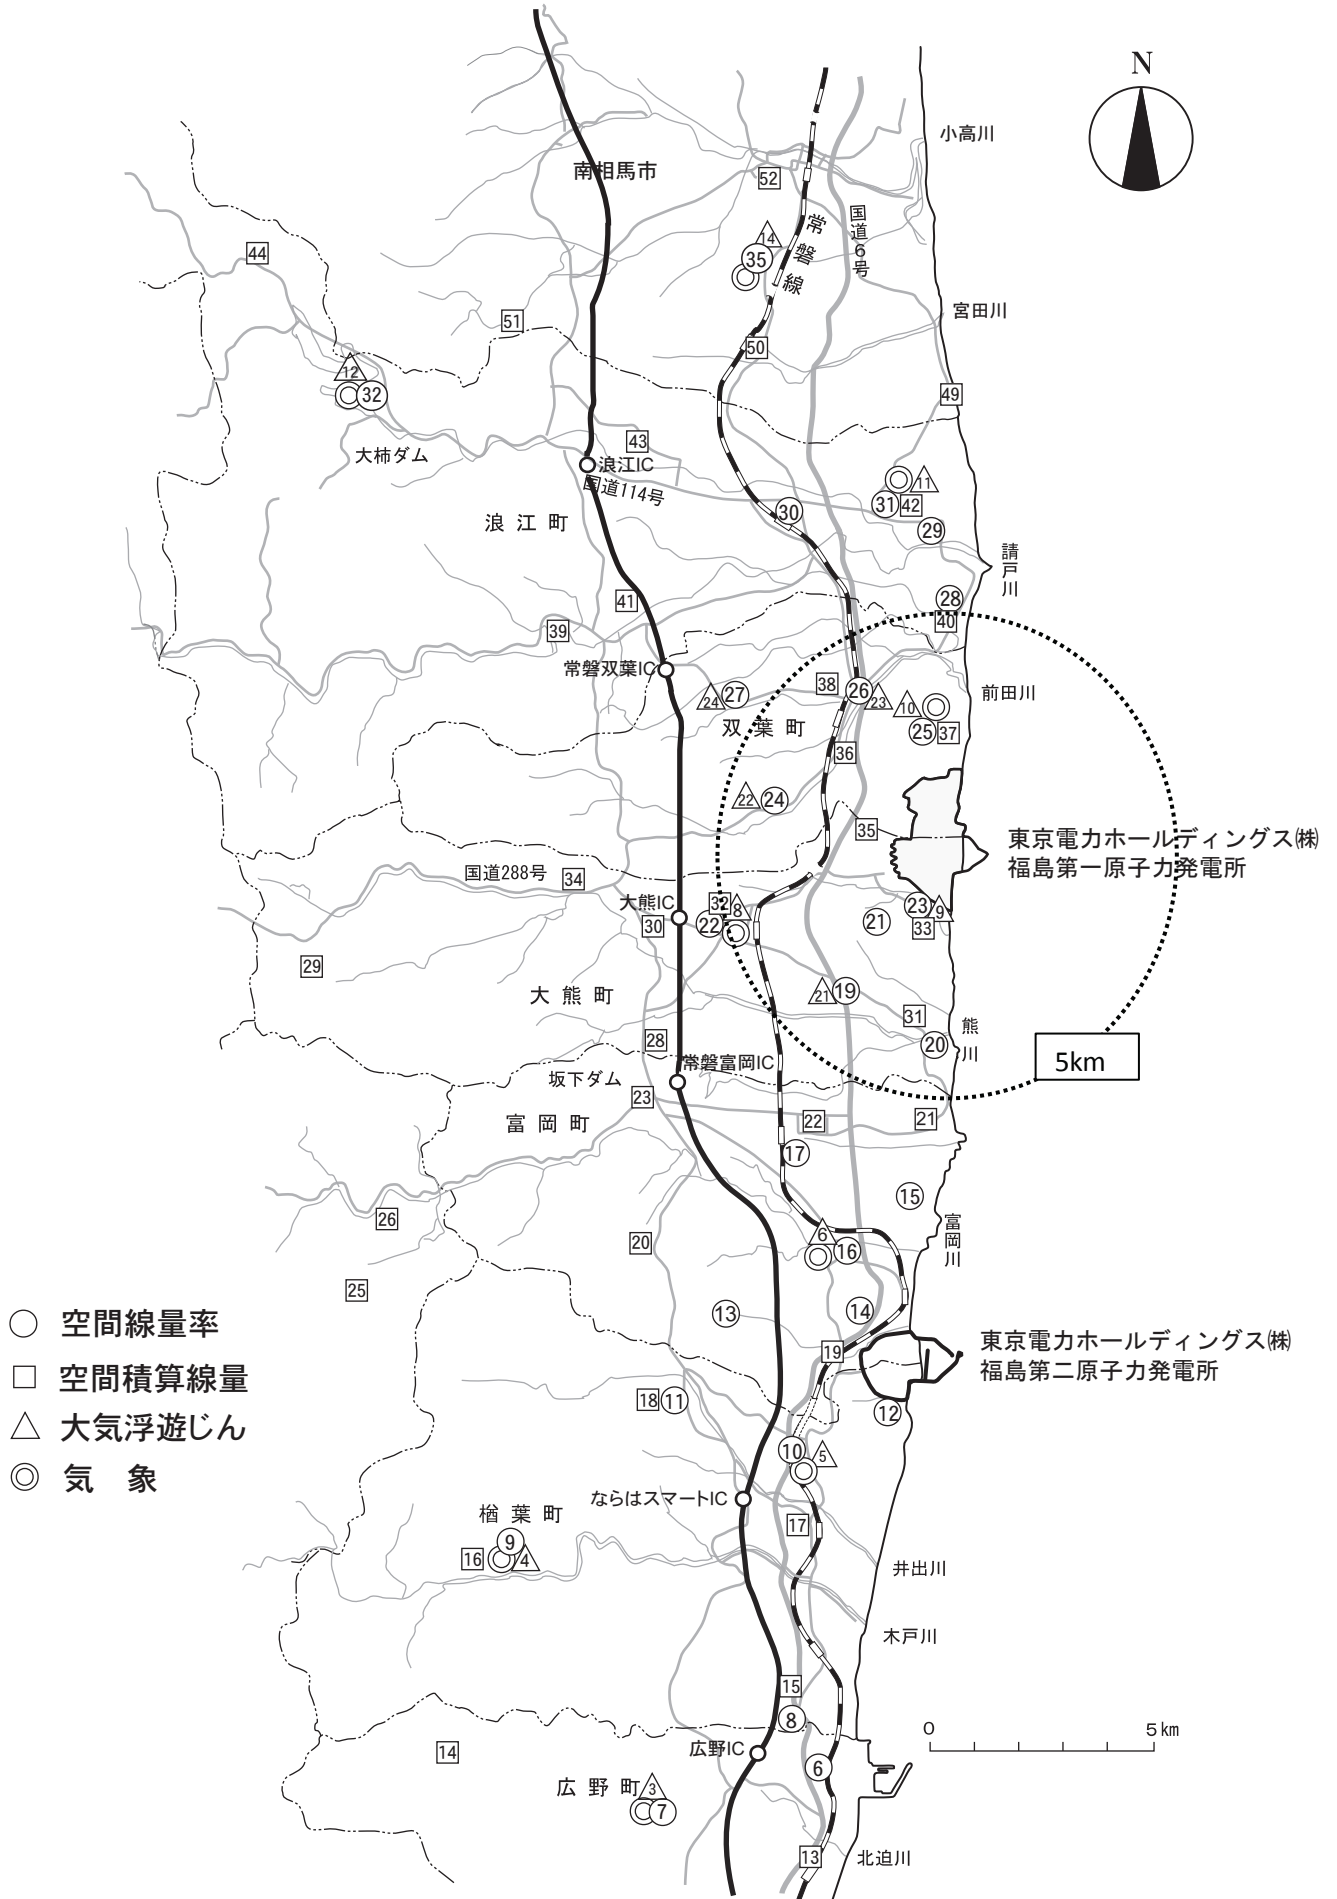 N
小高川
南相馬市
52
国道6号
14
常磐線
35
44
宮田川
51
50
12
32
49
43
大柿ダム
浪江IC
国道114号
11
31
42
30
浪江町
29
請戸川
28
41
40
39
常磐双葉IC
38
26
23
10
前田川
24
27
25
37
双葉町
36
22
24
35
東京電力ホールディングス㈱
福島第一原子力発電所
国道288号
34
大熊IC
32
8
23
9
30
22
21
33
29
21
19
大熊町
31
熊川
20
28
5km
常磐富岡IC
坂下ダム
23
富岡町
22
21
17
15
26
富岡川
20
6
16
25
13
14
○ 空間線量率
□ 空間積算線量
△ 大気浮遊じん
◎ 気象
19
東京電力ホールディングス㈱
福島第二原子力発電所
18
11
12
10
5
ならはスマートIC
楢葉町
17
9
16
4
井出川
木戸川
15
8
0
5km
広野IC
14
6
広野町
3
7
13
北迫川